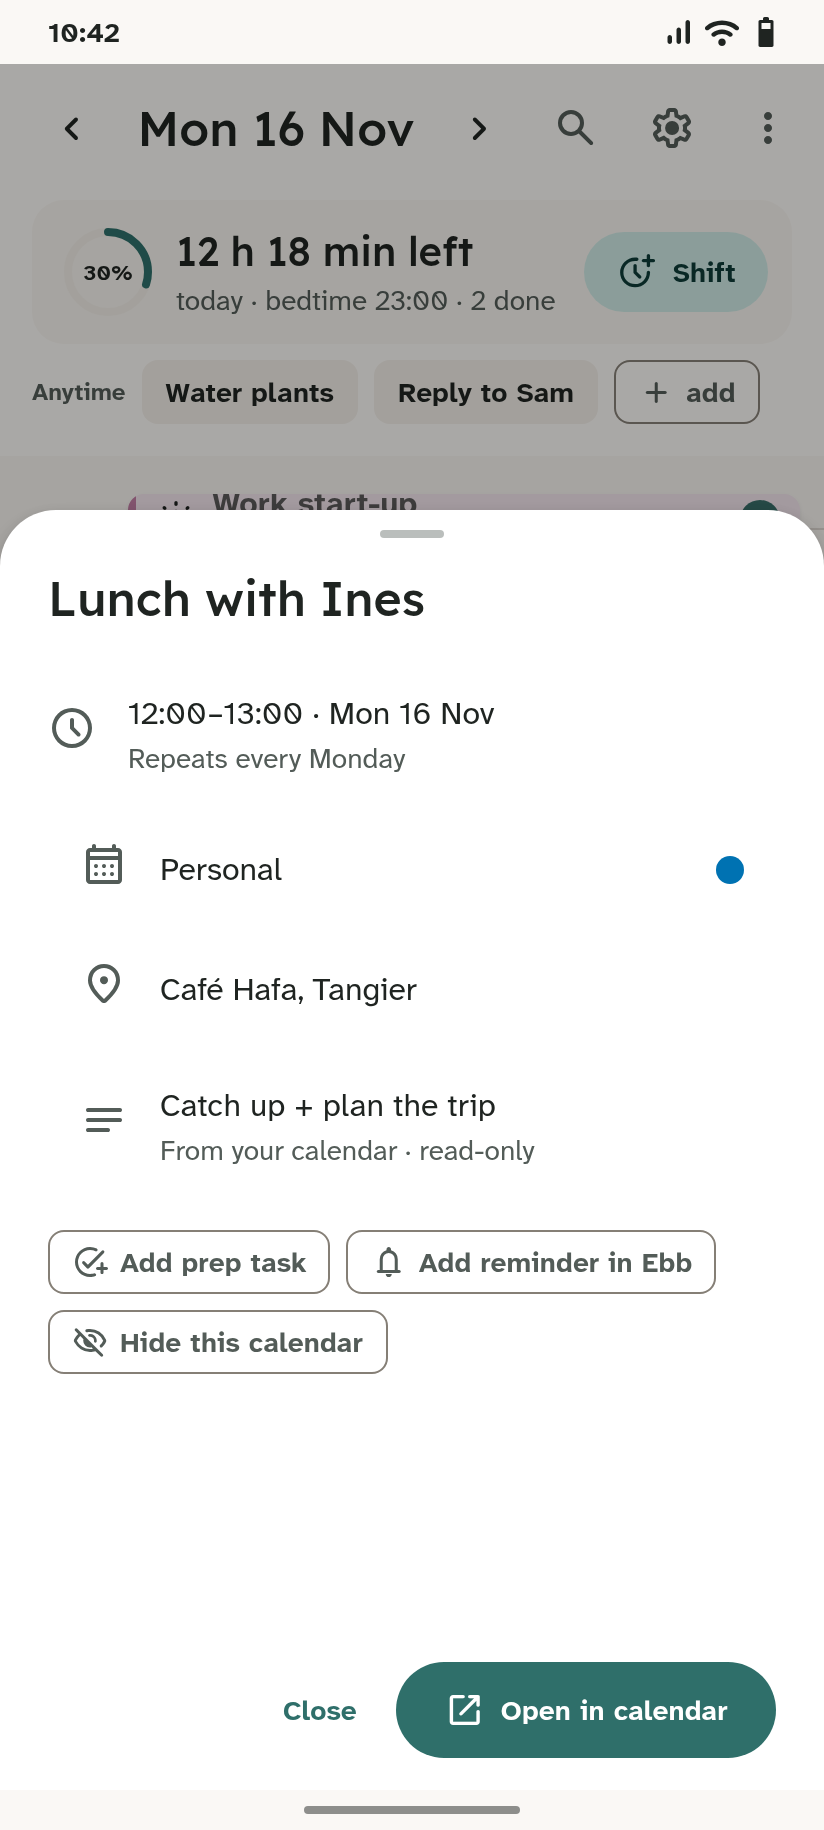 10:42
Mon 16 Nov
30%
12 h 18 min left
today · bedtime 23:00 · 2 done
Shift
Anytime
Water plants
Reply to Sam
add
Work start-up
Lunch with Ines
12:00–13:00 · Mon 16 Nov
Repeats every Monday
Personal
Café Hafa, Tangier
Catch up + plan the trip
From your calendar · read-only
Add prep task
Add reminder in Ebb
Hide this calendar
Close
Open in calendar